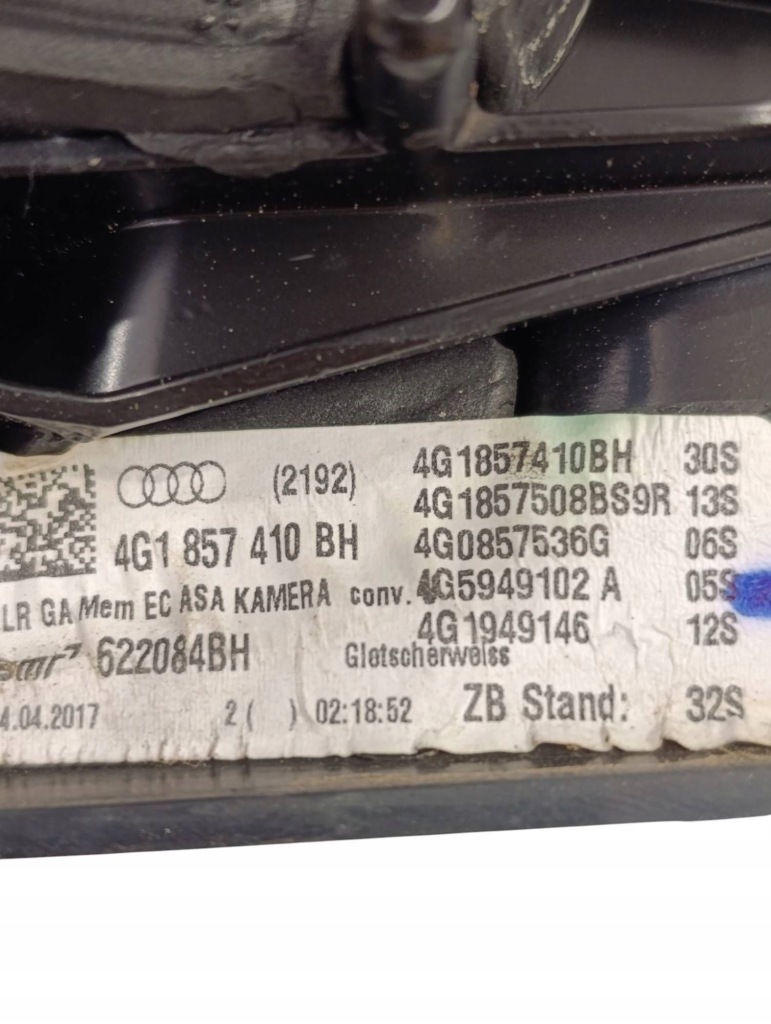 (2192)
4G1 857 410 BH
LR GA Mem EC ASA KAMERA conv.
smr 622084BH
Gletscherweiss
4.04.2017 2 ( ) 02:18:52
4G1857410BH 30S
4G1857508BS9R 13S
4G0857536G 06S
4G5949102 A 05S
4G1949146 12S
ZB Stand: 32S